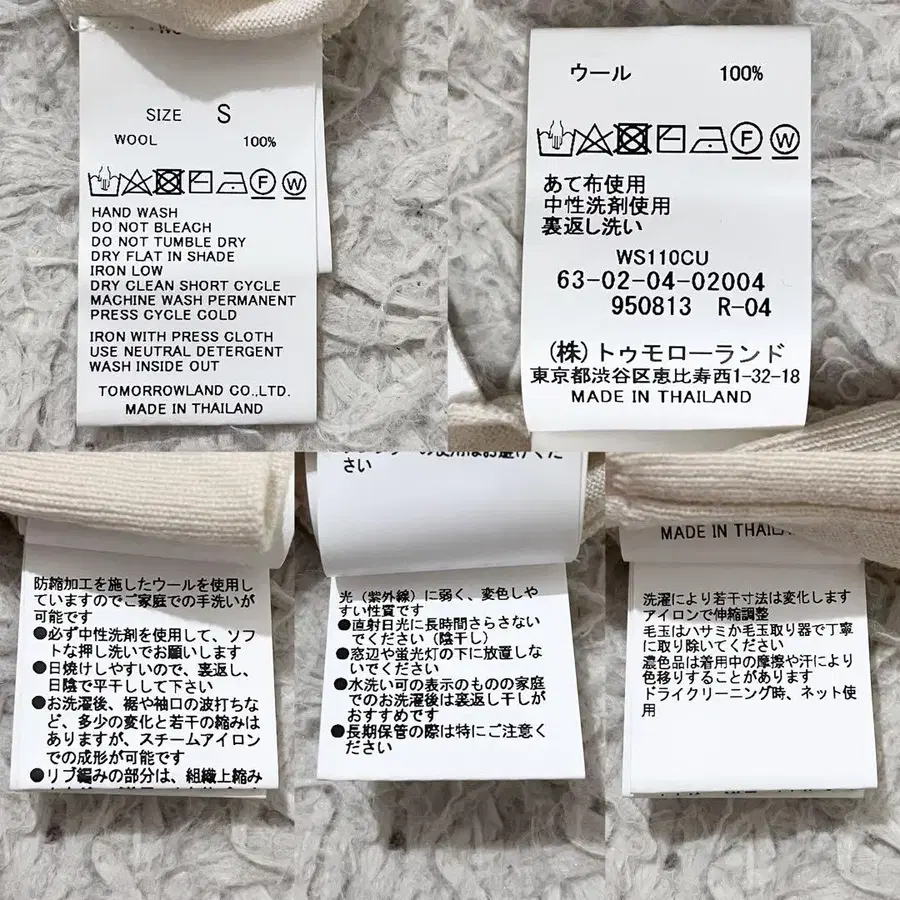 SIZE S
WOOL 100%
HAND WASH
DO NOT BLEACH
DO NOT TUMBLE DRY
DRY FLAT IN SHADE
IRON LOW
DRY CLEAN SHORT CYCLE
MACHINE WASH PERMANENT
PRESS CYCLE COLD
IRON WITH PRESS CLOTH
USE NEUTRAL DETERGENT
WASH INSIDE OUT
TOMORROWLAND CO.,LTD.
MADE IN THAILAND
ウール 100%
F W
あて布使用
中性洗剤使用
裏返し洗い
WS110CU
63-02-04-02004
950813 R-04
(株)トゥモローランド
東京都渋谷区恵比寿西1-32-18
MADE IN THAILAND
防縮加工を施したウールを使用し
ていますのでご家庭での手洗いが
可能です
●必ず中性洗剤を使用して、ソフト
な押し洗いでお願いします
●日焼けしやすいので、裏返し、
日陰で平干しして下さい
●お洗濯後、裾や袖口の波打ちな
ど、多少の変化と若干の縮みは
ありますが、スチームアイロン
での成形が可能です
●リブ編みの部分は、組織上縮み
の使用はお避けくだ
さい
光(紫外線)に弱く、変色しや
すい性質です
●直射日光に長時間さらさない
でください(陰干し)
●窓辺や蛍光灯の下に放置しな
いでください
●水洗い可の表示のものの家庭
でのお洗濯後は裏返し干しが
おすすめです
●長期保管の際は特にご注意く
ださい
MADE IN THAILA
洗濯により若干寸法は変化します
アイロンで伸縮調整
毛玉はハサミか毛玉取り器で丁寧
に取り除いてください
濃色品は着用中の摩擦や汗により
色移りすることがあります
ドライクリーニング時、ネット使
用